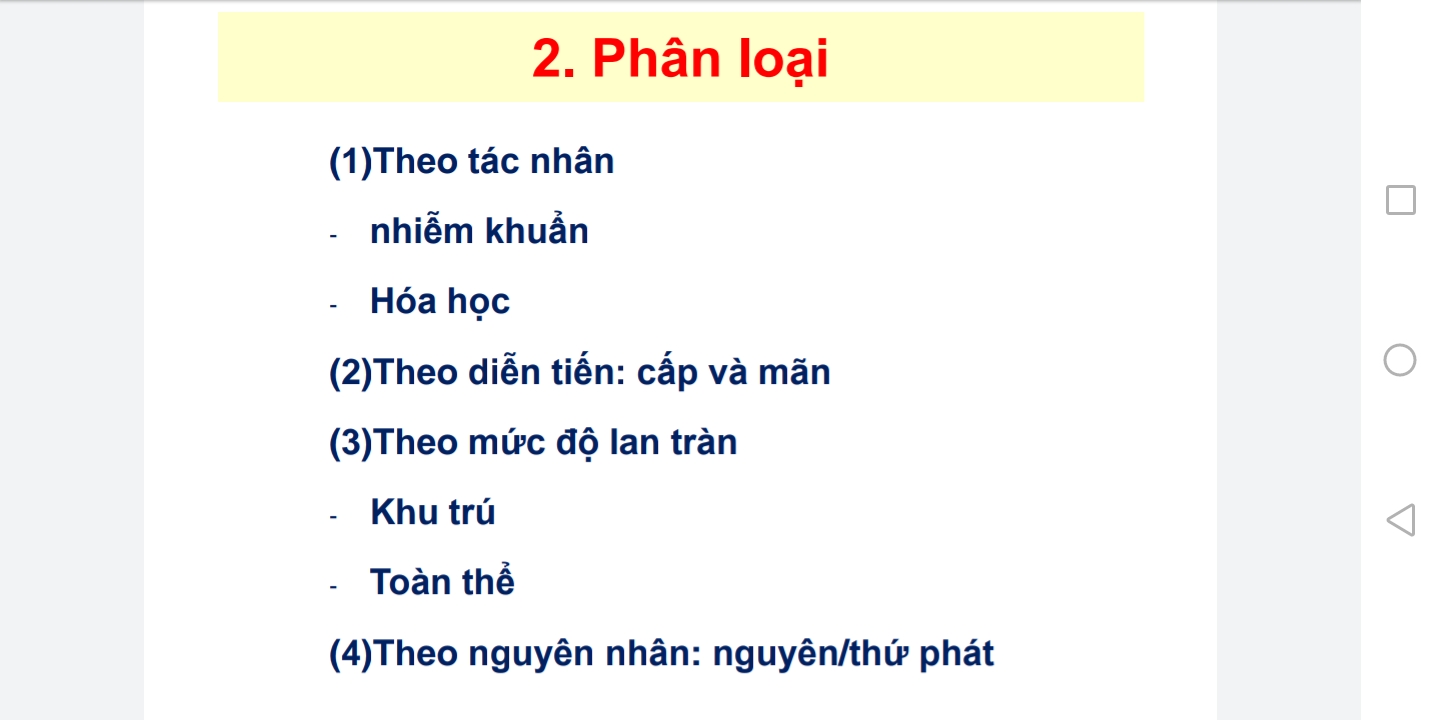 2. Phân loại
(1)Theo tác nhân
- nhiễm khuẩn
- Hóa học
(2)Theo diễn tiến: cấp và mãn
(3)Theo mức độ lan tràn
- Khu trú
- Toàn thể
(4)Theo nguyên nhân: nguyên/thứ phát